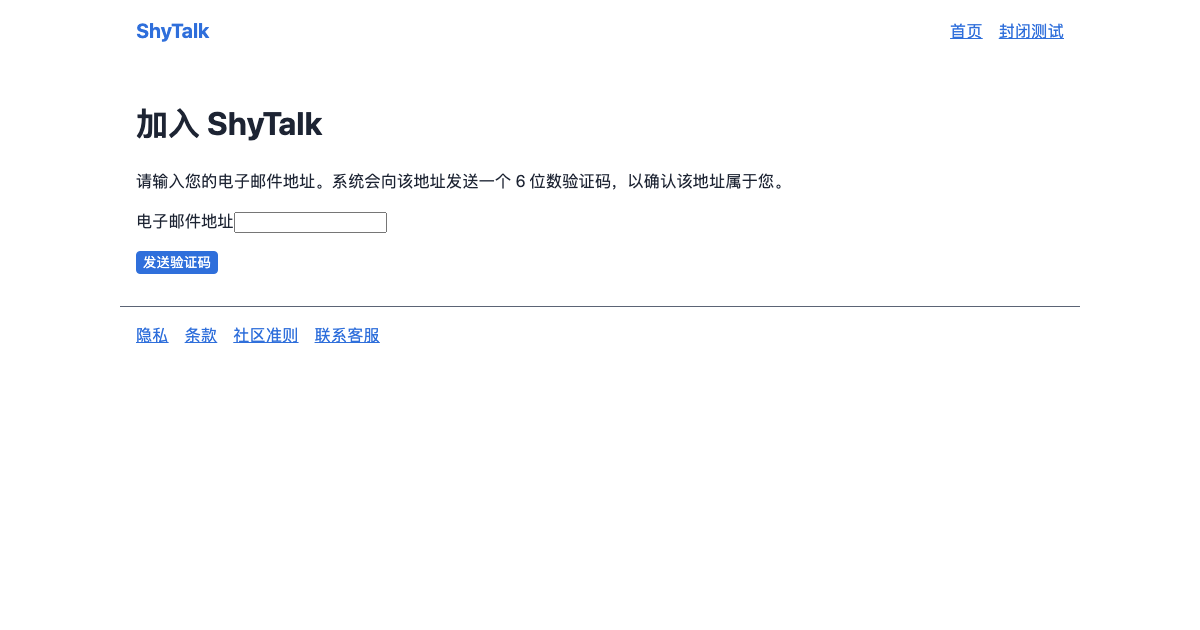 ShyTalk
首页 封闭测试
加入 ShyTalk
请输入您的电子邮件地址。系统会向该地址发送一个 6 位数验证码，以确认该地址属于您。
电子邮件地址
发送验证码
隐私 条款 社区准则 联系客服